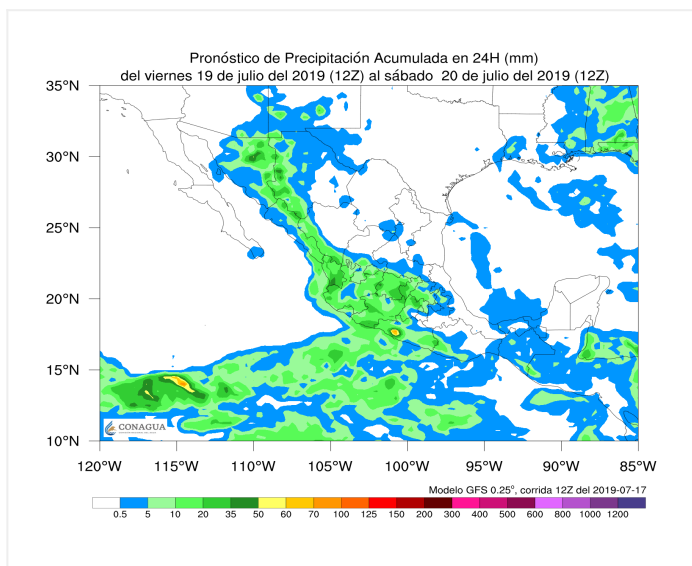 Pronóstico de Precipitación Acumulada en 24H (mm)
del viernes 19 de julio del 2019 (12Z) al sábado 20 de julio del 2019 (12Z)
35°N
30°N
25°N
20°N
15°N
10°N
CONAGUA
120°W 115°W 110°W 105°W 100°W 95°W 90°W 85°W
Modelo GFS 0.25°, corrida 12Z del 2019-07-17
0.5 5 10 20 35 50 60 70 100 125 150 200 300 400 500 600 800 1000 1200